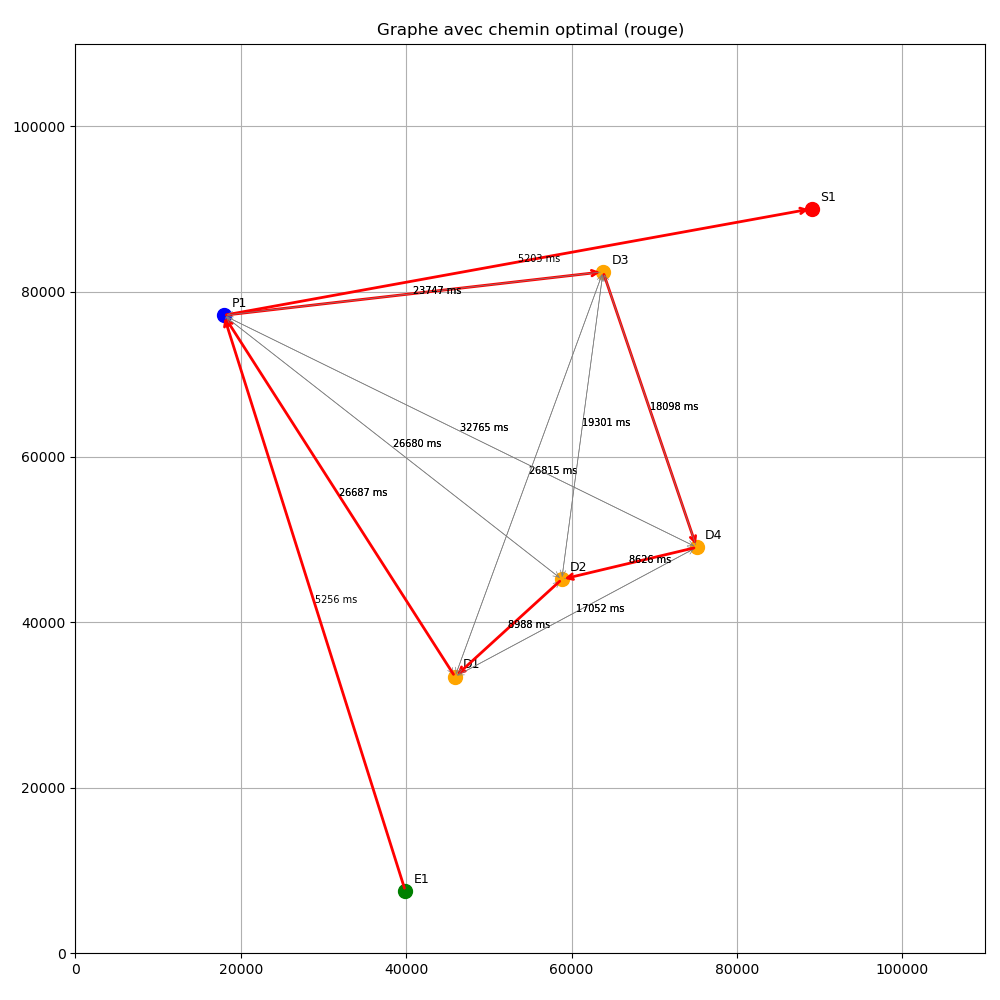 Graphe avec chemin optimal (rouge)
100000
80000
60000
40000
20000
0
S1
D3
5203 ms
23747 ms
P1
18098 ms
19301 ms
32765 ms
26680 ms
26815 ms
26687 ms
D4
8626 ms
D2
17052 ms
5256 ms
8988 ms
D1
E1
0
20000
40000
60000
80000
100000